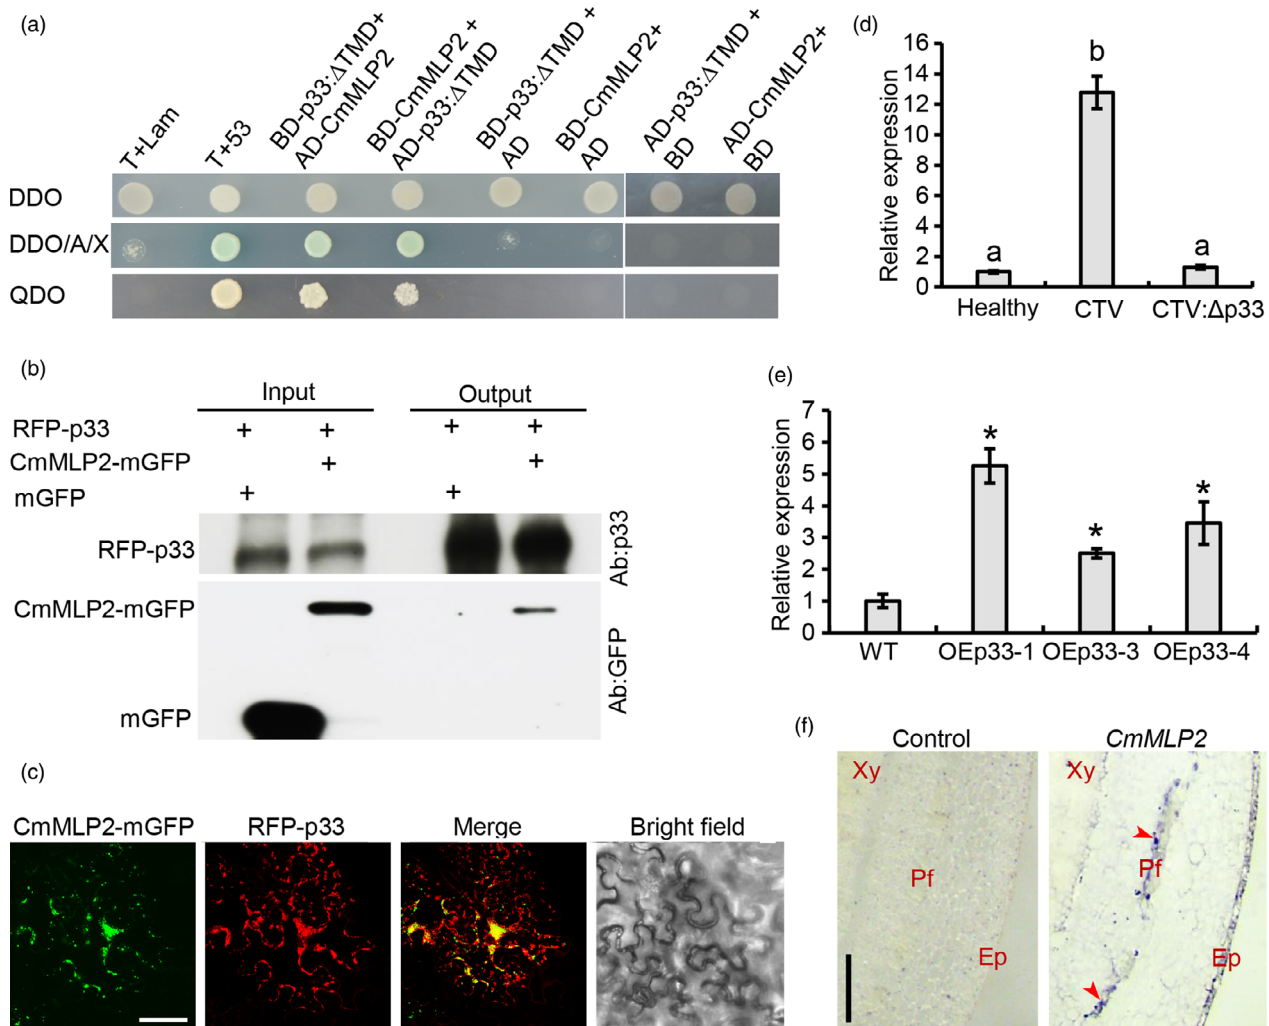 (a)
T+Lam
T+53
BD-p33:ΔTMD+
AD-CmMLP2
BD-CmMLP2 +
AD-p33:ΔTMD
BD-p33:ΔTMD +
AD
BD-CmMLP2+
AD
AD-p33:ΔTMD +
BD
AD-CmMLP2+
BD
DDO
DDO/A/X
QDO
(b)
Input
Output
RFP-p33
+ + + +
CmMLP2-mGFP
+ +
mGFP
+ +
RFP-p33
Ab:p33
CmMLP2-mGFP
mGFP
Ab:GFP
(c)
CmMLP2-mGFP
RFP-p33
Merge
Bright field
(d)
Relative expression
16
14
12
10
8
6
4
2
0
a
b
a
Healthy
CTV
CTV:Δp33
(e)
Relative expression
7
6
5
4
3
2
1
0
*
*
*
WT
OEp33-1
OEp33-3
OEp33-4
(f)
Control
CmMLP2
Xy
Pf
Ep
Xy
Pf
Ep